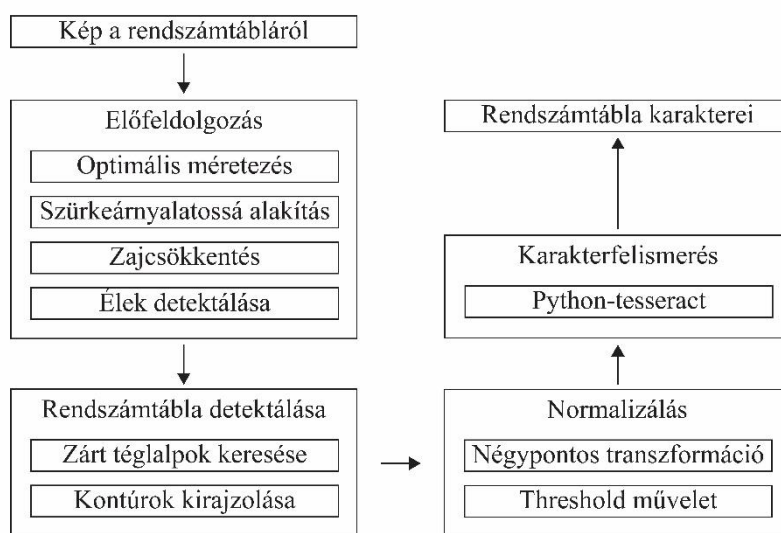 Kép a rendszámtábláról
Előfeldolgozás
Optimális méretezés
Szürkeárnyalatossá alakítás
Zajcsökkentés
Élek detektálása
Rendszámtábla detektálása
Zárt téglalpok keresése
Kontúrok kirajzolása
Normalizálás
Négypontos transzformáció
Threshold művelet
Karakterfelismerés
Python-tesseract
Rendszámtábla karakterei